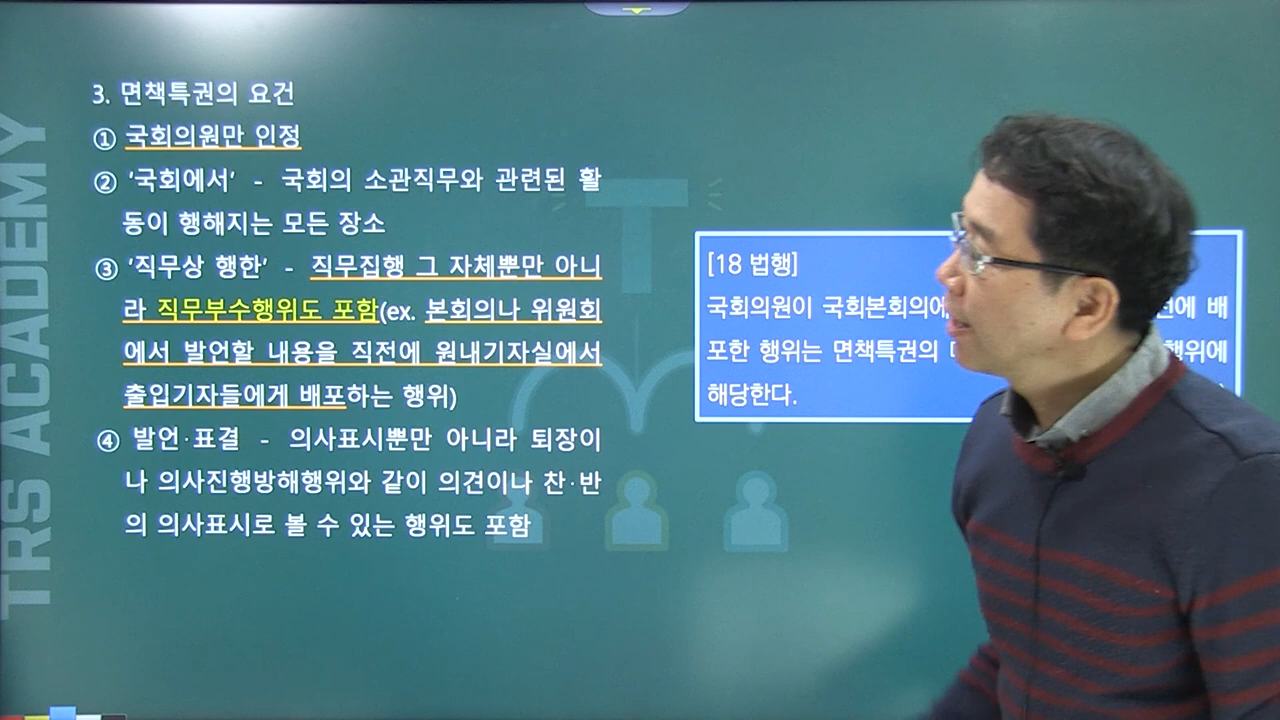 3. 면책특권의 요건
① 국회의원만 인정
② ‘국회에서’ - 국회의 소관직무와 관련된 활
동이 행해지는 모든 장소
③ ‘직무상 행한’ - 직무집행 그 자체뿐만 아니
라 직무부수행위도 포함(ex. 본회의나 위원회
에서 발언할 내용을 직전에 원내기자실에서
출입기자들에게 배포하는 행위)
④ 발언·표결 - 의사표시뿐만 아니라 퇴장이
나 의사진행방해행위와 같이 의견이나 찬·반
의 의사표시로 볼 수 있는 행위도 포함
[18 법행]
국회의원이 국회본회의에 배
포한 행위는 면책특권의 행위에
해당한다.
TRS ACADEMY